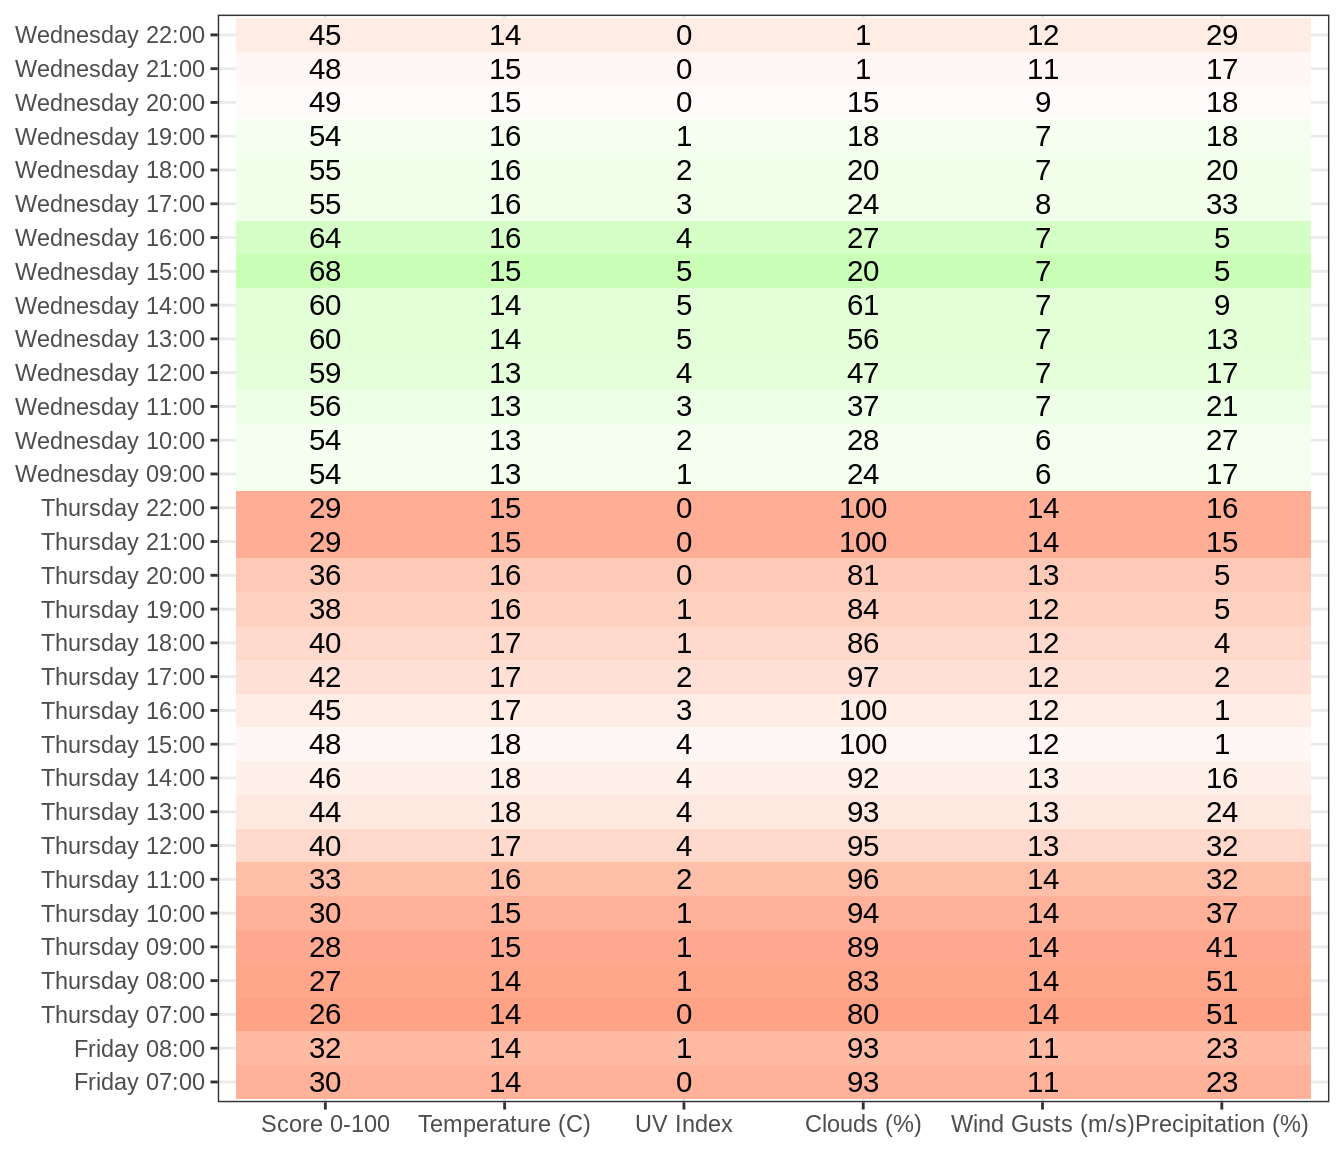 Wednesday 22:00 45 14 0 1 12 29
Wednesday 21:00 48 15 0 1 11 17
Wednesday 20:00 49 15 0 15 9 18
Wednesday 19:00 54 16 1 18 7 18
Wednesday 18:00 55 16 2 20 7 20
Wednesday 17:00 55 16 3 24 8 33
Wednesday 16:00 64 16 4 27 7 5
Wednesday 15:00 68 15 5 20 7 5
Wednesday 14:00 60 14 5 61 7 9
Wednesday 13:00 60 14 5 56 7 13
Wednesday 12:00 59 13 4 47 7 17
Wednesday 11:00 56 13 3 37 7 21
Wednesday 10:00 54 13 2 28 6 27
Wednesday 09:00 54 13 1 24 6 17
Thursday 22:00 29 15 0 100 14 16
Thursday 21:00 29 15 0 100 14 15
Thursday 20:00 36 16 0 81 13 5
Thursday 19:00 38 16 1 84 12 5
Thursday 18:00 40 17 1 86 12 4
Thursday 17:00 42 17 2 97 12 2
Thursday 16:00 45 17 3 100 12 1
Thursday 15:00 48 18 4 100 12 1
Thursday 14:00 46 18 4 92 13 16
Thursday 13:00 44 18 4 93 13 24
Thursday 12:00 40 17 4 95 13 32
Thursday 11:00 33 16 2 96 14 32
Thursday 10:00 30 15 1 94 14 37
Thursday 09:00 28 15 1 89 14 41
Thursday 08:00 27 14 1 83 14 51
Thursday 07:00 26 14 0 80 14 51
Friday 08:00 32 14 1 93 11 23
Friday 07:00 30 14 0 93 11 23
Score 0-100 Temperature (C) UV Index Clouds (%) Wind Gusts (m/s) Precipitation (%)